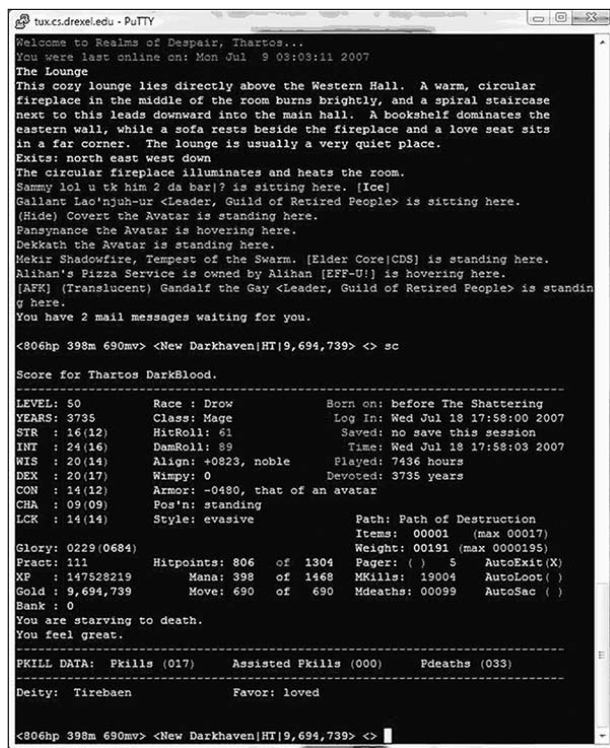 tux.cs.drexel.edu - PuTTY
Welcome to Realms of Despair, Thartos...
You were last online on: Mon Jul  9 03:03:11 2007
The Lounge
This cozy lounge lies directly above the Western Hall.  A warm, circular
fireplace in the middle of the room burns brightly, and a spiral staircase
next to this leads downward into the main hall.  A bookshelf dominates the
eastern wall, while a sofa rests beside the fireplace and a love seat sits
in a far corner.  The lounge is usually a very quiet place.
Exits: north east west down
The circular fireplace illuminates and heats the room.
Sammy lol u tk him 2 da bar|? is sitting here. [Ice]
Gallant Lao'njuh-ur <Leader, Guild of Retired People> is sitting here.
(Hide) Covert the Avatar is standing here.
Pansynance the Avatar is hovering here.
Dekkath the Avatar is standing here.
Mekir Shadowfire, Tempest of the Swarm. [Elder Core|CDS] is standing here.
Alihan's Pizza Service is owned by Alihan [EFF-U!] is hovering here.
[AFK] (Translucent) Gandalf the Gay <Leader, Guild of Retired People> is standin
g here.
You have 2 mail messages waiting for you.
<806hp 398m 690mv> <New Darkhaven|HT|9,694,739> <> sc
Score for Thartos DarkBlood.
LEVEL: 50 Race : Drow Born on: before The Shattering
YEARS: 3735 Class: Mage Log In: Wed Jul 18 17:58:00 2007
STR  : 16(12) HitRoll: 61 Saved: no save this session
INT  : 24(16) DamRoll: 89 Time: Wed Jul 18 17:58:03 2007
WIS  : 20(14) Align: +0823, noble Played: 7436 hours
DEX  : 20(17) Wimpy: 0 Devoted: 3735 years
CON  : 14(12) Armor: -0480, that of an avatar
CHA  : 09(09) Pos'n: standing
LCK  : 14(14) Style: evasive Path: Path of Destruction
Items: 00001 (max 00017)
Glory: 0229(0684) Weight: 00191 (max 0000195)
Pract: 111 Hitpoints: 806 of 1304 Pager: ( ) 5 AutoExit(X)
XP   : 147528219 Mana: 398 of 1468 MKills: 19004 AutoLoot( )
Gold : 9,694,739 Move: 690 of 690 Mdeaths: 00099 AutoSac ( )
Bank : 0
You are starving to death.
You feel great.
PKILL DATA:  Pkills (017) Assisted Pkills (000) Pdeaths (033)
Deity:  Tirebaen Favor: loved
<806hp 398m 690mv> <New Darkhaven|HT|9,694,739> <>